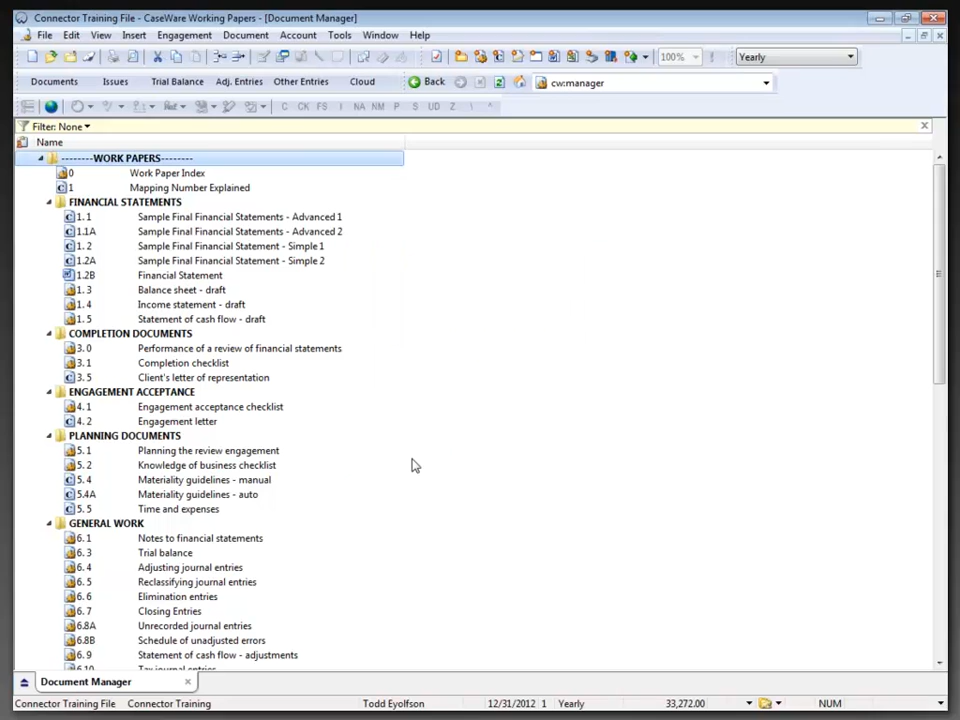 Connector Training File - CaseWare Working Papers - [Document Manager]
File Edit View Insert Engagement Document Account Tools Window Help
100% Yearly
Documents Issues Trial Balance Adj. Entries Other Entries Cloud Back cw:manager
C CK FS I NA NM P S UD Z \ ^
Filter: None
Name
--------WORK PAPERS--------
0 Work Paper Index
1 Mapping Number Explained
FINANCIAL STATEMENTS
1. 1 Sample Final Financial Statements - Advanced 1
1.1A Sample Final Financial Statements - Advanced 2
1. 2 Sample Final Financial Statement - Simple 1
1.2A Sample Final Financial Statements - Simple 2
1.2B Financial Statement
1. 3 Balance sheet - draft
1. 4 Income statement - draft
1. 5 Statement of cash flow - draft
COMPLETION DOCUMENTS
3. 0 Performance of a review of financial statements
3. 1 Completion checklist
3. 5 Client's letter of representation
ENGAGEMENT ACCEPTANCE
4. 1 Engagement acceptance checklist
4. 2 Engagement letter
PLANNING DOCUMENTS
5. 1 Planning the review engagement
5. 2 Knowledge of business checklist
5. 4 Materiality guidelines - manual
5.4A Materiality guidelines - auto
5. 5 Time and expenses
GENERAL WORK
6. 1 Notes to financial statements
6. 3 Trial balance
6. 4 Adjusting journal entries
6. 5 Reclassifying journal entries
6. 6 Elimination entries
6. 7 Closing Entries
6.8A Unrecorded journal entries
6.8B Schedule of unadjusted errors
6. 9 Statement of cash flow - adjustments
6.10 Tax journal entries
Document Manager
Connector Training File Connector Training Todd Eyolfson 12/31/2012 1 Yearly 33,272.00 NUM